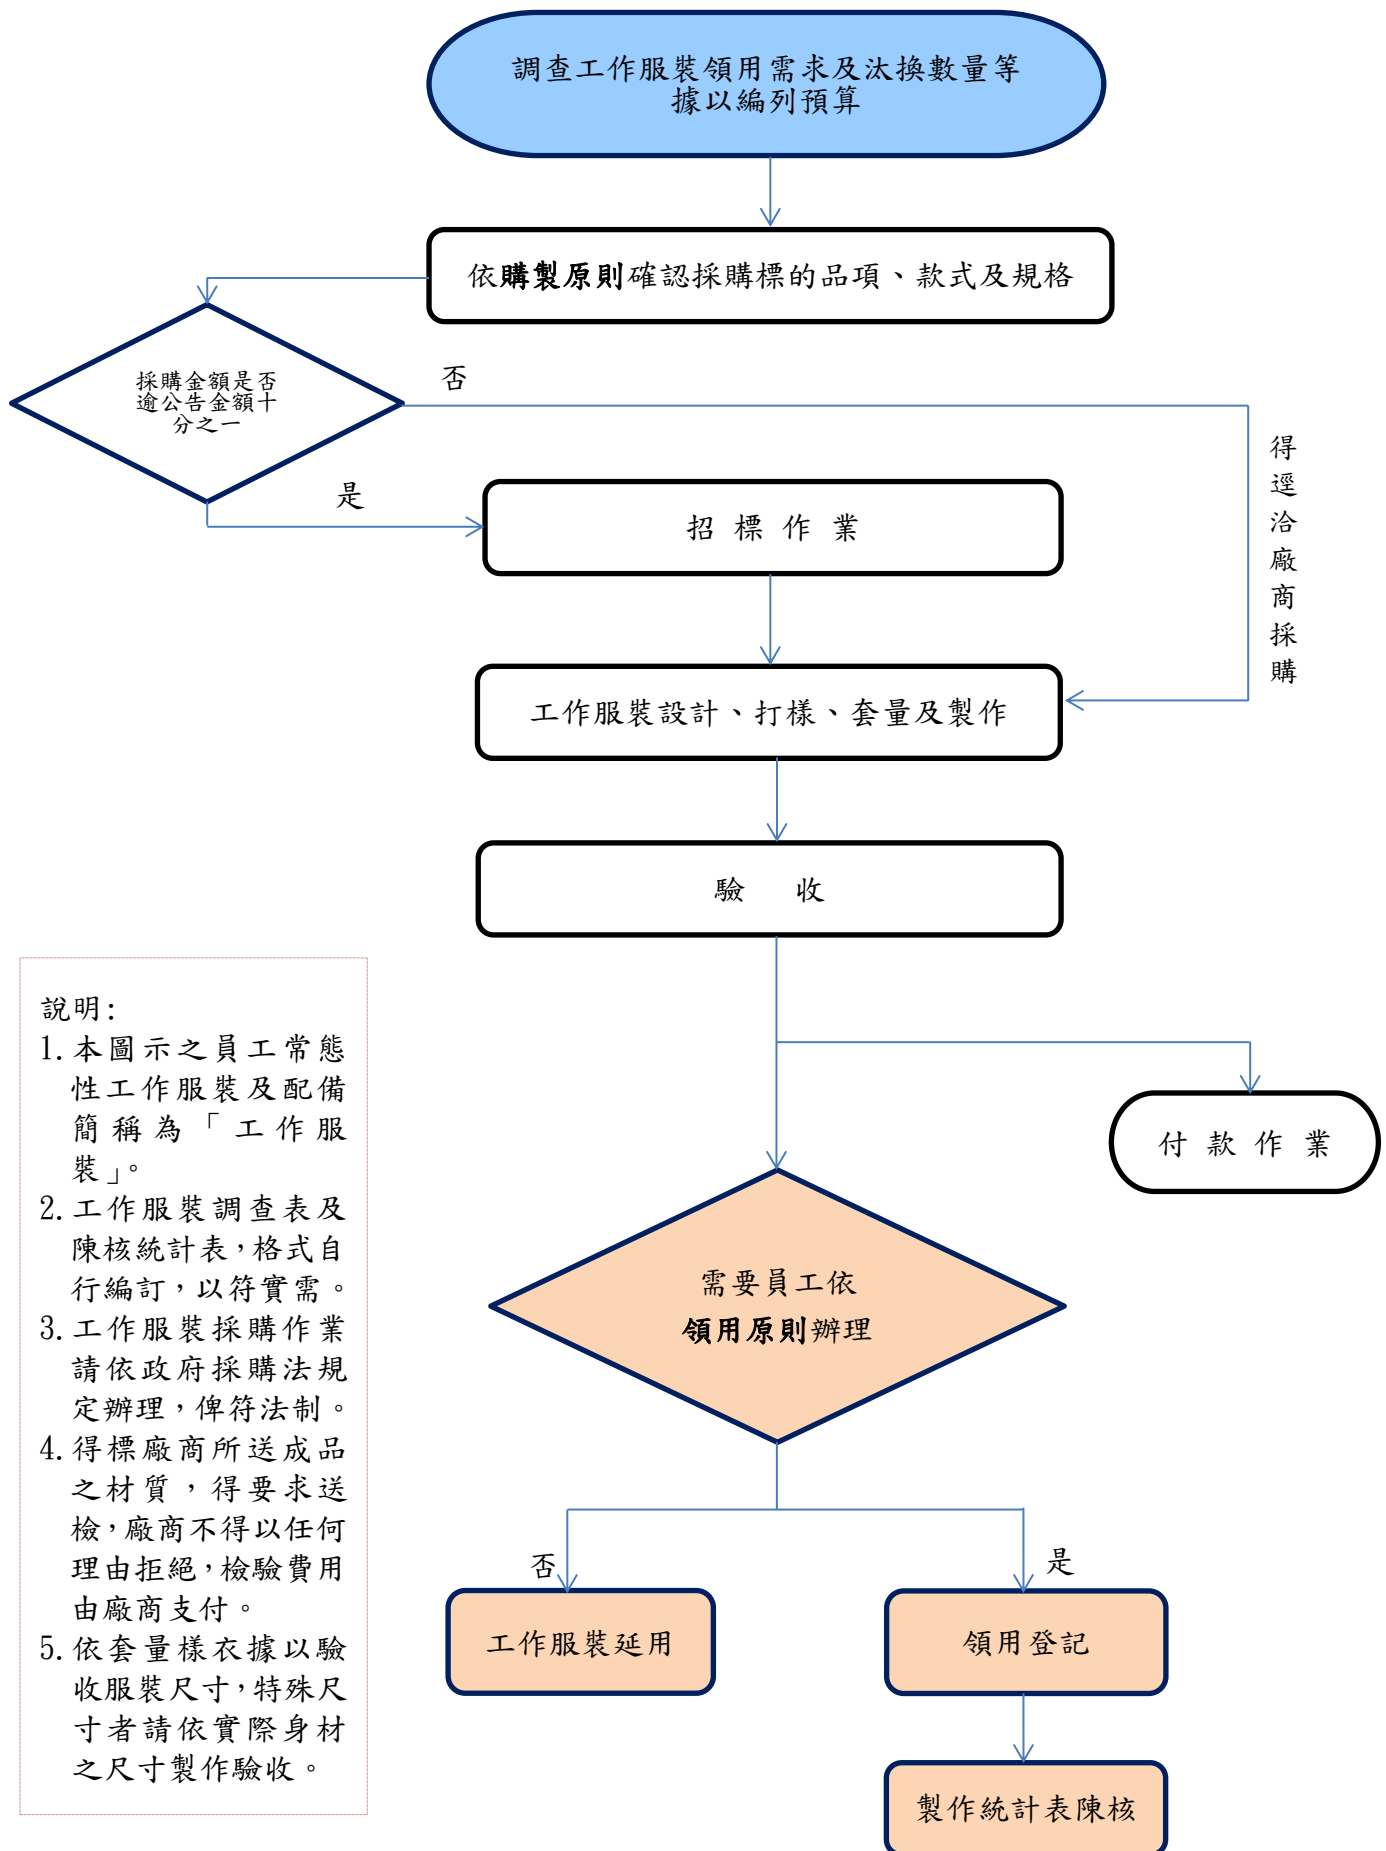 調查工作服裝領用需求及汰換數量等
據以編列預算
依購製原則確認採購標的品項、款式及規格
採購金額是否
逾公告金額十
分之一
否
得逕洽廠商採購
是
招標作業
工作服裝設計、打樣、套量及製作
驗 收
付款作業
說明:
1.本圖示之員工常態
性工作服裝及配備
簡稱為「工作服
裝」。
2.工作服裝調查表及
陳核統計表,格式自
行編訂,以符實需。
3.工作服裝採購作業
請依政府採購法規
定辦理,俾符法制。
4.得標廠商所送成品
之材質,得要求送
檢,廠商不得以任何
理由拒絕,檢驗費用
由廠商支付。
5.依套量樣衣據以驗
收服裝尺寸,特殊尺
寸者請依實際身材
之尺寸製作驗收。
需要員工依
領用原則辦理
否
是
工作服裝延用
領用登記
製作統計表陳核